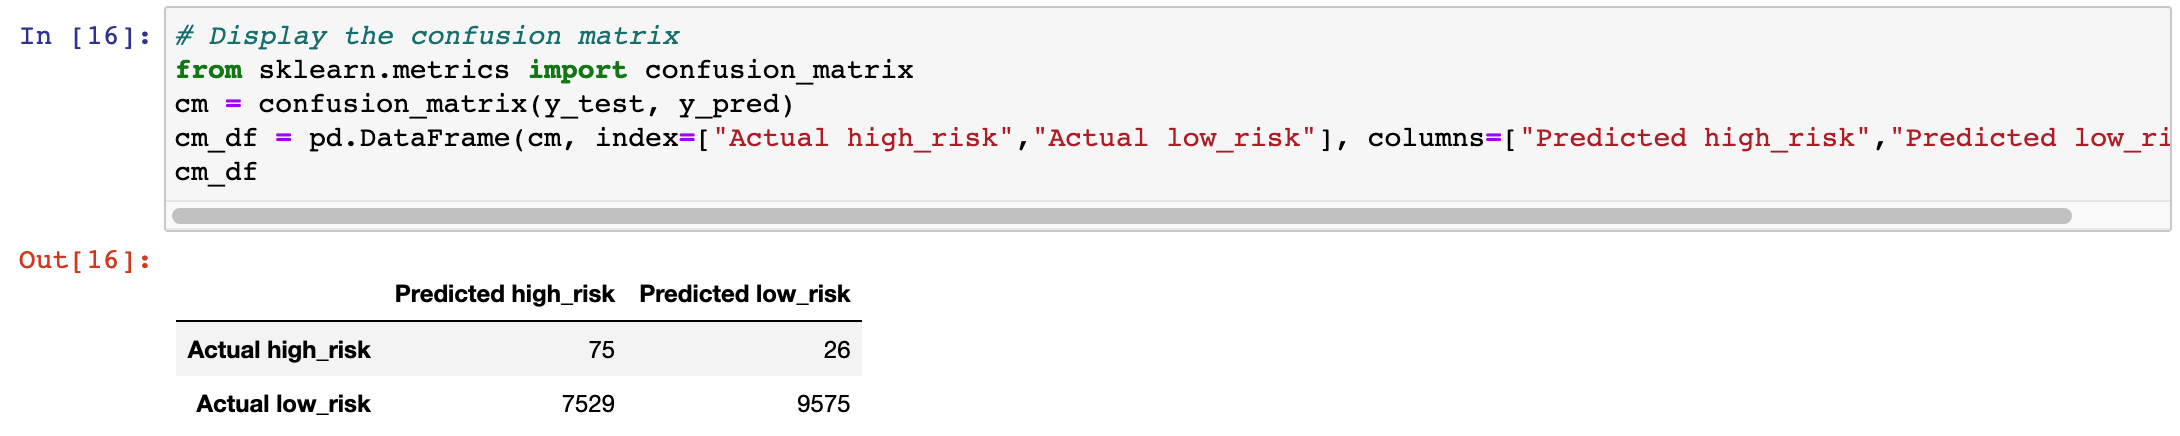 In [16]: # Display the confusion matrix
from sklearn.metrics import confusion_matrix
cm = confusion_matrix(y_test, y_pred)
cm_df = pd.DataFrame(cm, index=["Actual high_risk","Actual low_risk"], columns=["Predicted high_risk","Predicted low_ri
cm_df
Out[16]:
Predicted high_risk Predicted low_risk
Actual high_risk 75 26
Actual low_risk 7529 9575